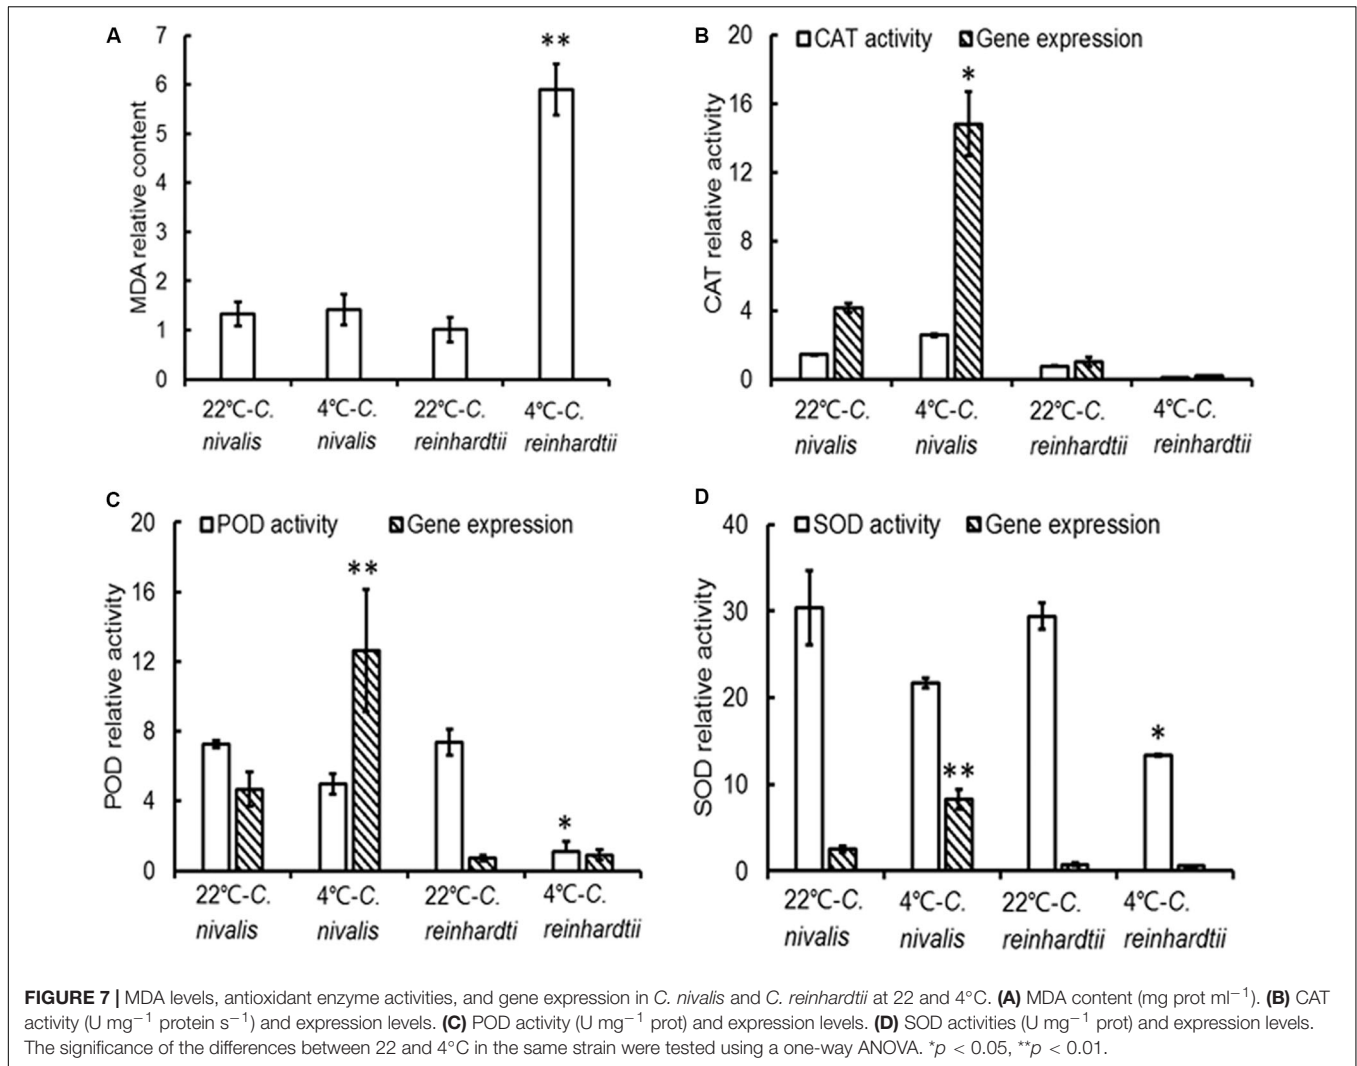 A
MDA relative content
7
6
5
4
3
2
1
0
**
22°C-C. nivalis
4°C-C. nivalis
22°C-C. reinhardtii
4°C-C. reinhardtii
B
CAT relative activity
20
16
12
8
4
0
CAT activity
Gene expression
*
22°C-C. nivalis
4°C-C. nivalis
22°C-C. reinhardtii
4°C-C. reinhardtii
C
POD relative activity
20
16
12
8
4
0
POD activity
Gene expression
**
*
22°C-C. nivalis
4°C-C. nivalis
22°C-C. reinhardti
4°C-C. reinhardtii
D
SOD relative activity
40
30
20
10
0
SOD activity
Gene expression
**
*
22°C-C. nivalis
4°C-C. nivalis
22°C-C. reinhardtii
4°C-C. reinhardtii
FIGURE 7 | MDA levels, antioxidant enzyme activities, and gene expression in C. nivalis and C. reinhardtii at 22 and 4°C. (A) MDA content (mg prot ml⁻¹). (B) CAT
activity (U mg⁻¹ protein s⁻¹) and expression levels. (C) POD activity (U mg⁻¹ prot) and expression levels. (D) SOD activities (U mg⁻¹ prot) and expression levels.
The significance of the differences between 22 and 4°C in the same strain were tested using a one-way ANOVA. *p < 0.05, **p < 0.01.